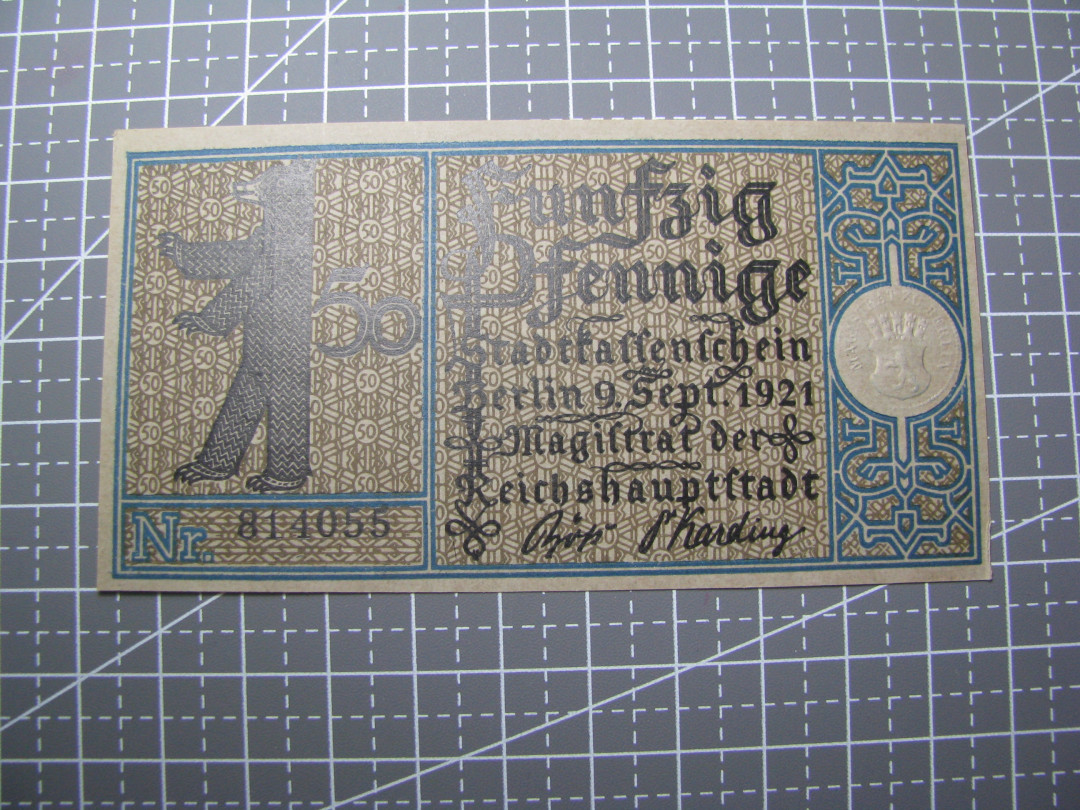 50
Nr. 814055
Fünfzig
Pfennige
Stadtkaſſenſchein
Berlin 9. Sept. 1921
Magiſtrat der
Reichshauptſtadt